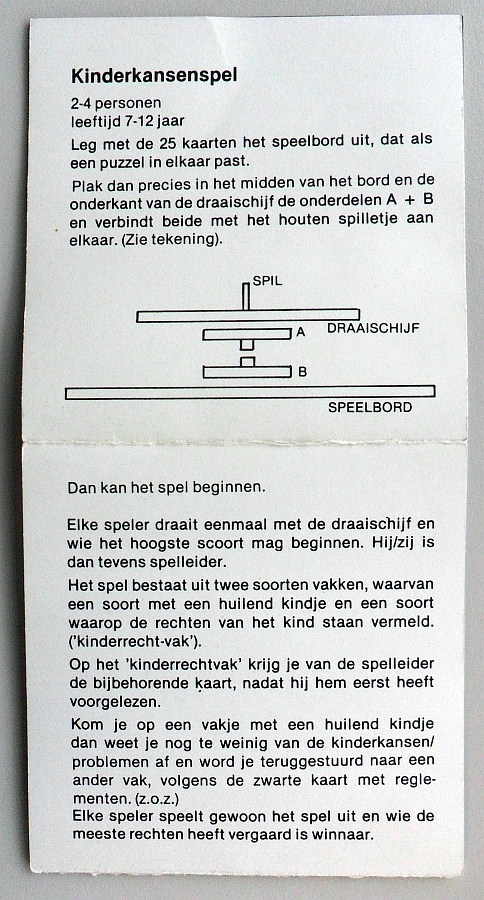 Kinderkansenspel
2-4 personen
leeftijd 7-12 jaar
Leg met de 25 kaarten het speelbord uit, dat als
een puzzel in elkaar past.
Plak dan precies in het midden van het bord en de
onderkant van de draaischijf de onderdelen A + B
en verbindt beide met het houten spilletje aan
elkaar. (Zie tekening).
SPIL
DRAAISCHIJF
A
B
SPEELBORD
Dan kan het spel beginnen.
Elke speler draait eenmaal met de draaischijf en
wie het hoogste scoort mag beginnen. Hij/zij is
dan tevens spelleider.
Het spel bestaat uit twee soorten vakken, waarvan
een soort met een huilend kindje en een soort
waarop de rechten van het kind staan vermeld.
('kinderrecht-vak').
Op het 'kinderrechtvak' krijg je van de spelleider
de bijbehorende kaart, nadat hij hem eerst heeft
voorgelezen.
Kom je op een vakje met een huilend kindje
dan weet je nog te weinig van de kinderkansen/
problemen af en word je teruggestuurd naar een
ander vak, volgens de zwarte kaart met regle-
menten. (z.o.z.)
Elke speler speelt gewoon het spel uit en wie de
meeste rechten heeft vergaard is winnaar.